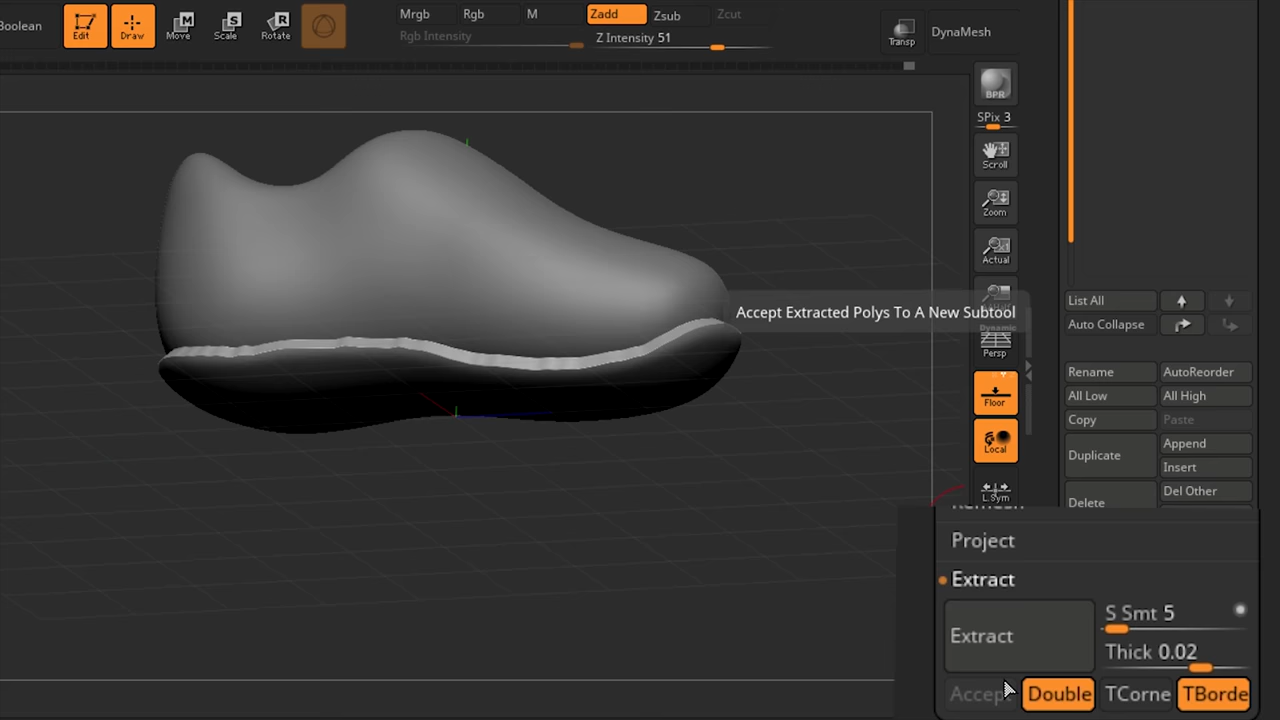 Boolean
Edit
Draw
Move
Scale
Rotate
Mrgb
Rgb
M
Zadd
Zsub
Zcut
Rgb Intensity
Z Intensity 51
Transp
DynaMesh
BPR
SPix 3
Scroll
Zoom
Actual
Accept Extracted Polys To A New Subtool
Dynamic
Persp
Floor
Local
L.Sym
List All
Auto Collapse
Rename
AutoReorder
All Low
All High
Copy
Paste
Duplicate
Append
Insert
Delete
Del Other
Project
Extract
Extract
S Smt 5
Thick 0.02
Accept
Double
TCorne
TBorde